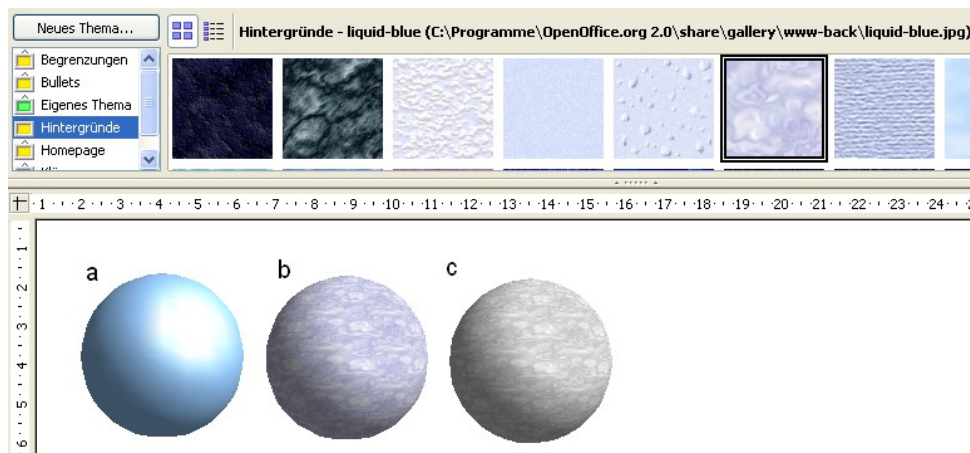 Neues Thema...
Hintergründe - liquid-blue (C:\Programme\OpenOffice.org 2.0\share\gallery\www-back\liquid-blue.jpg)
Begrenzungen
Bullets
Eigenes Thema
Hintergründe
Homepage
1 2 3 4 5 6 7 8 9 10 11 12 13 14 15 16 17 18 19 20 21 22 23 24
1
2
3
4
5
6
a b c